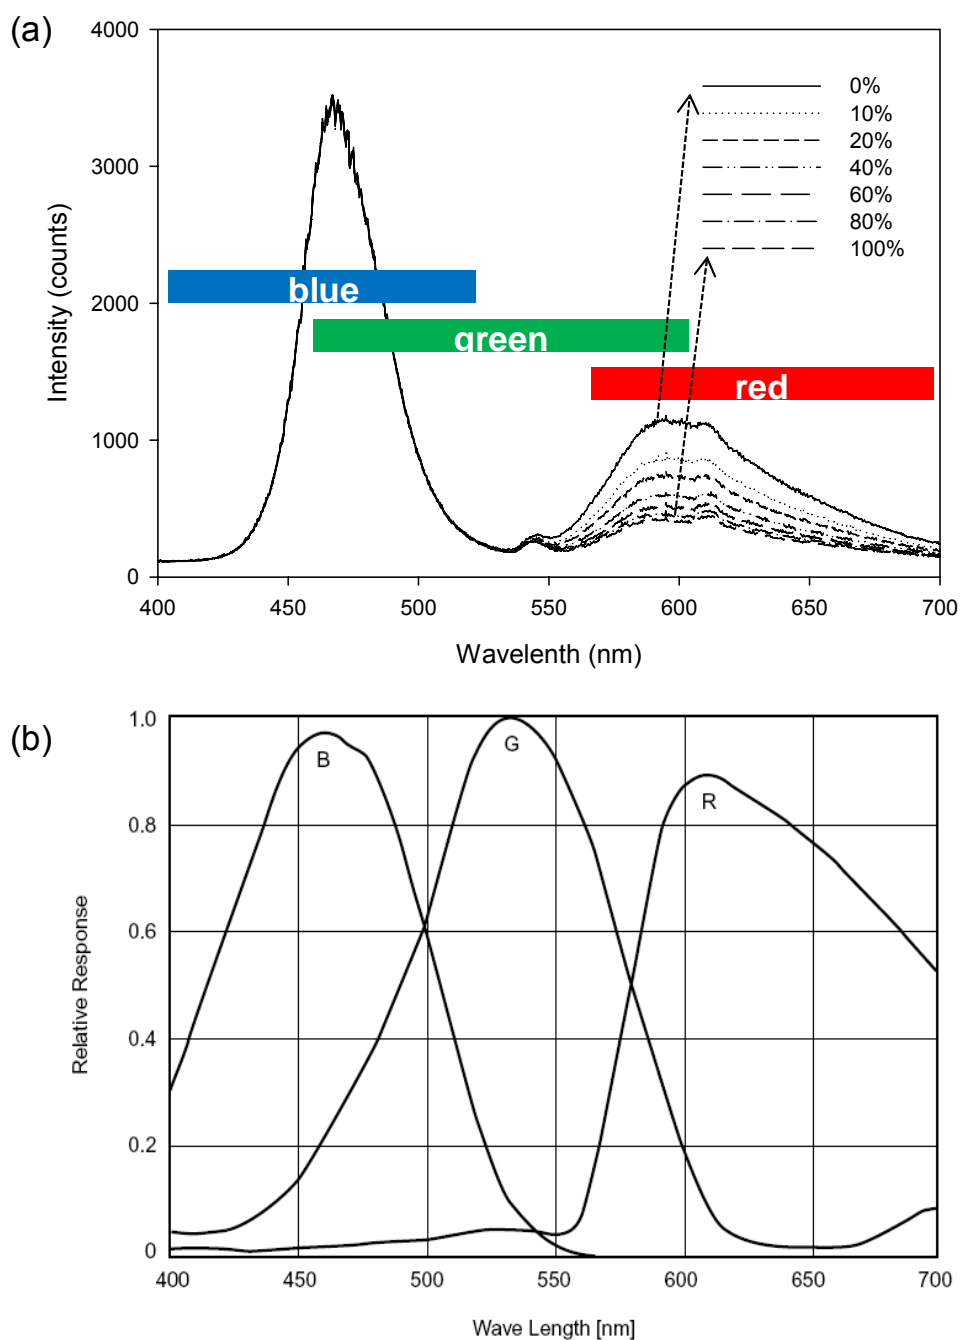 (a)
4000
3000
2000
1000
0
Intensity (counts)
0%
10%
20%
40%
60%
80%
100%
blue
green
red
400 450 500 550 600 650 700
Wavelenth (nm)
(b)
1.0
0.8
0.6
0.4
0.2
0
Relative Response
B
G
R
400 450 500 550 600 650 700
Wave Length [nm]